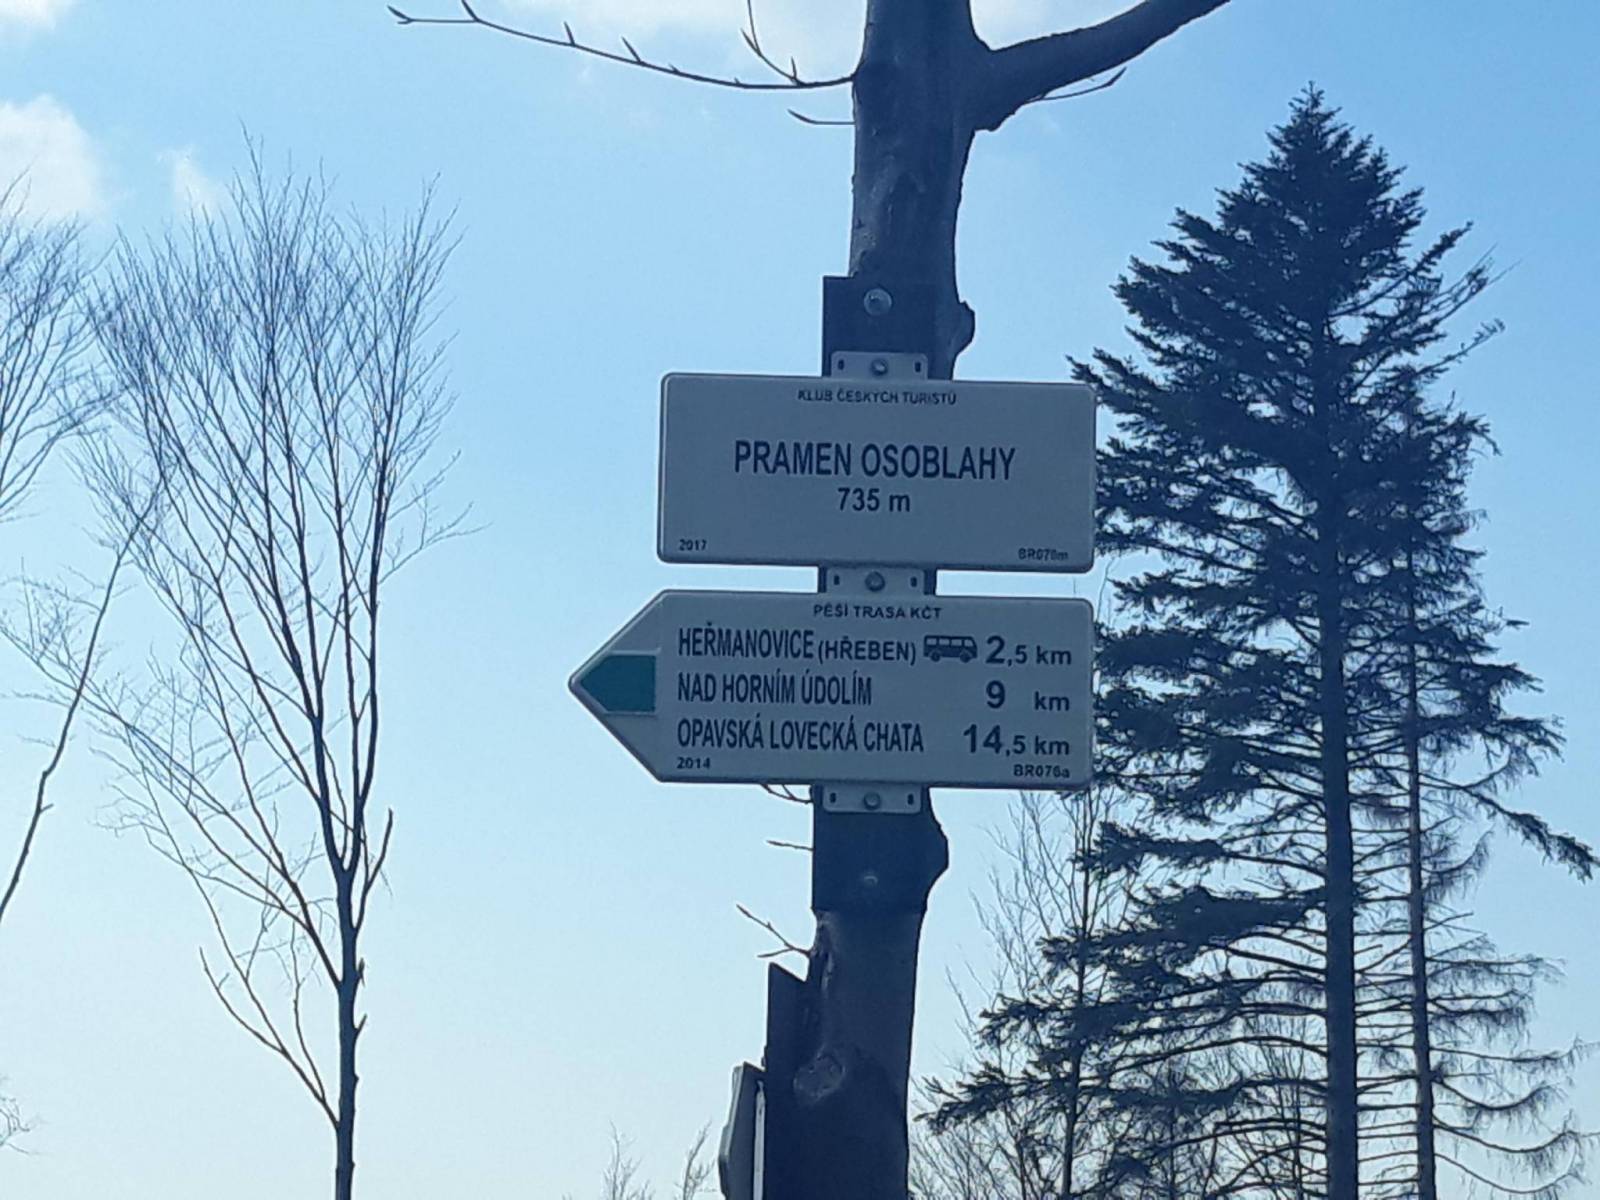 KLUB ČESKÝCH TURISTŮ
PRAMEN OSOBLAHY
735 m
2017 BR076m
PĚŠÍ TRASA KČT
HEŘMANOVICE (HŘEBEN) 2,5 km
NAD HORNÍM ÚDOLÍM 9 km
OPAVSKÁ LOVECKÁ CHATA 14,5 km
2014 BR076a